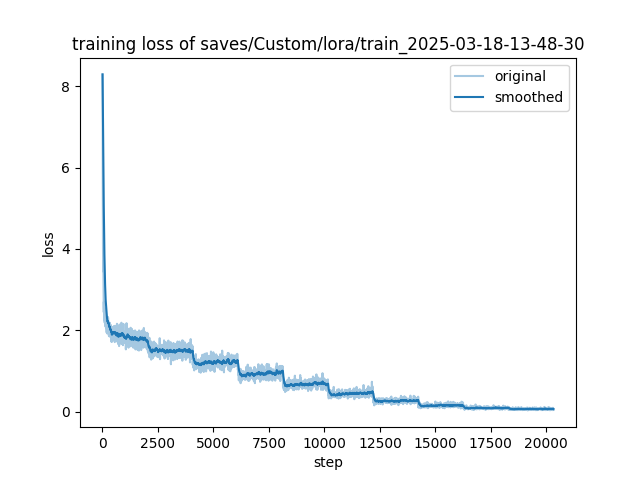 training loss of saves/Custom/lora/train_2025-03-18-13-48-30
original
smoothed
8
6
4
2
0
loss
0 2500 5000 7500 10000 12500 15000 17500 20000
step